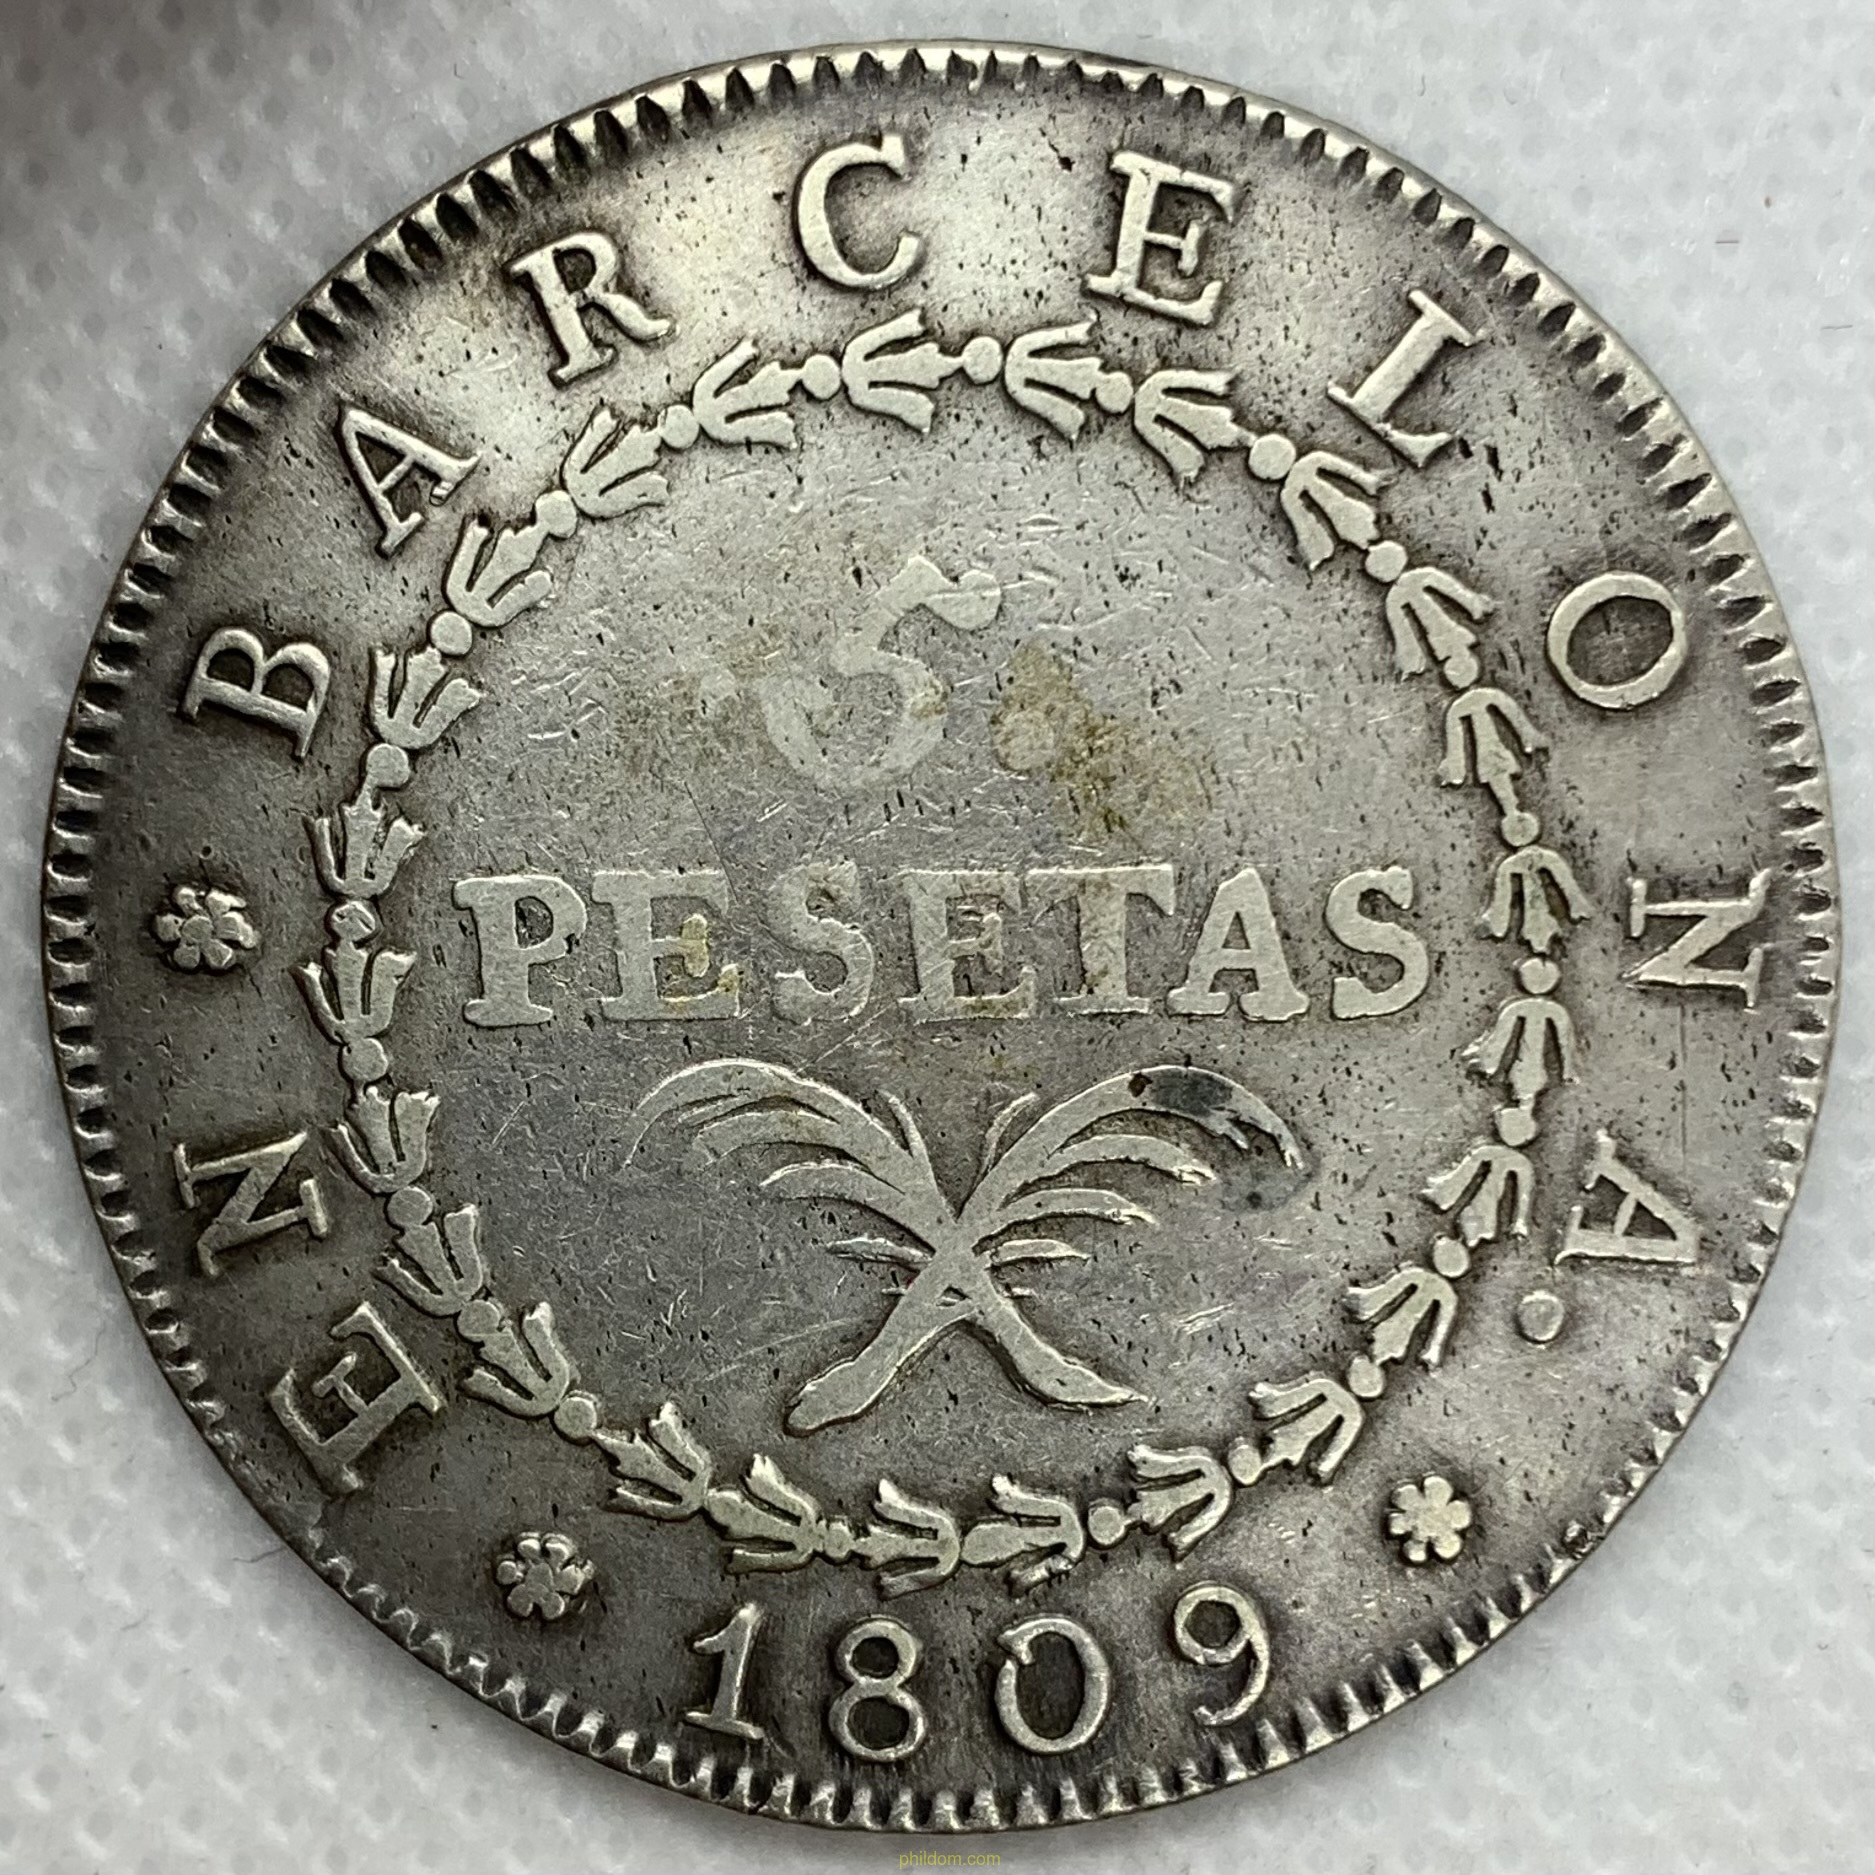 EN BARCELONA.
5
PESETAS
1809
phildom.com